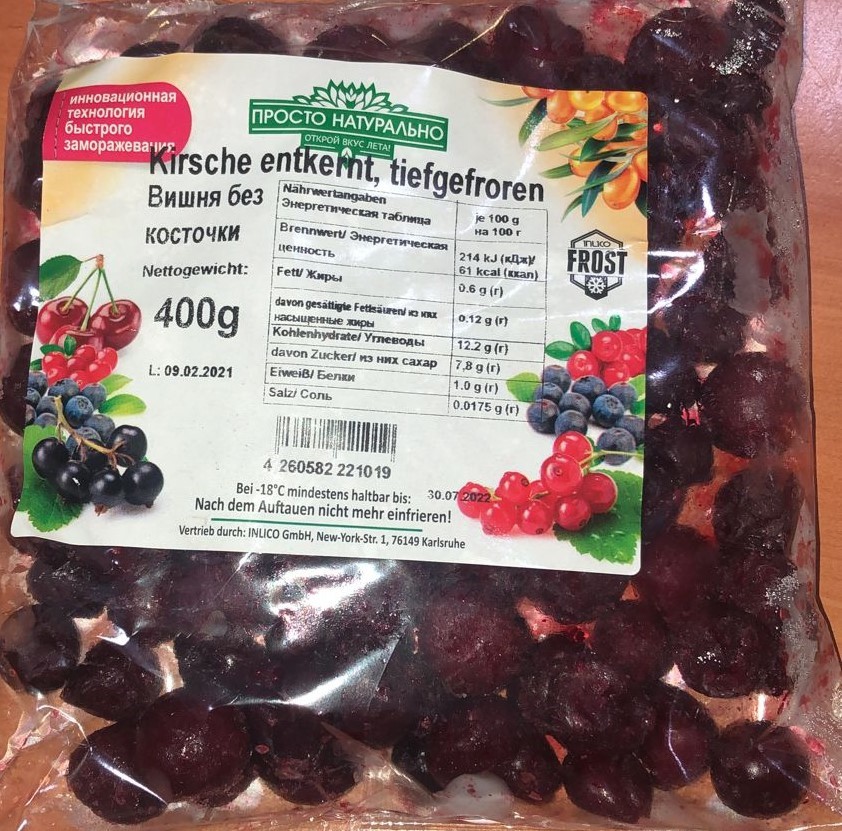 инновационная
технология
быстрого
замораживания
ПРОСТО НАТУРАЛЬНО
ОТКРОЙ ВКУС ЛЕТА!
Kirsche entkernt, tiefgefroren
Вишня без
косточки
Nettogewicht:
400g
L: 09.02.2021
Nährwertangaben
Энергетическая таблица
je 100 g
на 100 г
Brennwert/ Энергетическая
ценность
214 kJ (кДж)/
61 kcal (ккал)
Fett/ Жиры
0.6 g (г)
davon gesättigte Fettsäuren/ из них
насыщенные жиры
0.12 g (г)
Kohlenhydrate/ Углеводы
12.2 g (г)
davon Zucker/ из них сахар
7,8 g (г)
Eiweiß/ Белки
1.0 g (г)
Salz/ Соль
0.0175 g (г)
INLICO
FROST
4 260582 221019
Bei -18°C mindestens haltbar bis: 30.07.2022
Nach dem Auftauen nicht mehr einfrieren!
Vertrieb durch: INLICO GmbH, New-York-Str. 1, 76149 Karlsruhe